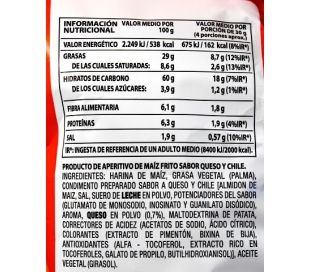 INFORMACIÓN NUTRICIONAL VALOR MEDIO POR 100 g VALOR MEDIO POR PORCIÓN DE 30 g (4 porciones aprox.)
VALOR ENERGÉTICO 2.249 kJ / 538 kcal 675 kJ / 162 kcal (8%IR*)
GRASAS 29 g 8,7 g (12%IR*)
DE LAS CUALES SATURADAS: 8,6 g 2,6 g (13%IR*)
HIDRATOS DE CARBONO 60 g 18 g (7%IR*)
DE LOS CUALES AZÚCARES: 3,9 g 1,2 g (1%IR*)
FIBRA ALIMENTARIA 6,1 g 1,8 g
PROTEÍNAS 6,3 g 1,9 g (4%IR*)
SAL 1,9 g 0,57 g (10%IR*)
IR*: INGESTA DE REFERENCIA DE UN ADULTO MEDIO (8400 kJ/2000 kcal).
PRODUCTO DE APERITIVO DE MAÍZ FRITO SABOR QUESO Y CHILE.
INGREDIENTES: HARINA DE MAÍZ, GRASA VEGETAL (PALMA),
CONDIMENTO PREPARADO SABOR A QUESO Y CHILE [ALMIDON DE
MAIZ, SAL, SUERO DE LECHE EN POLVO, POTENCIADORES DEL SABOR
(GLUTAMATO DE MONOSODIO, INOSINATO Y GUANILATO DISÓDICO),
AROMA, QUESO EN POLVO (0,7%), MALTODEXTRINA DE PATATA,
CORRECTORES DE ACIDEZ (ACETATOS DE SODIO, ÁCIDO CÍTRICO),
COLORANTES (EXTRACTO DE PIMENTÓN, BIXINA DE BIJA),
ANTIOXIDANTES (ALFA - TOCOFEROL, EXTRACTO RICO EN
TOCOFEROLES, GALATO DE PROPILO, BUTILHIDROXIANISOL)], ACEITE
VEGETAL (GIRASOL).